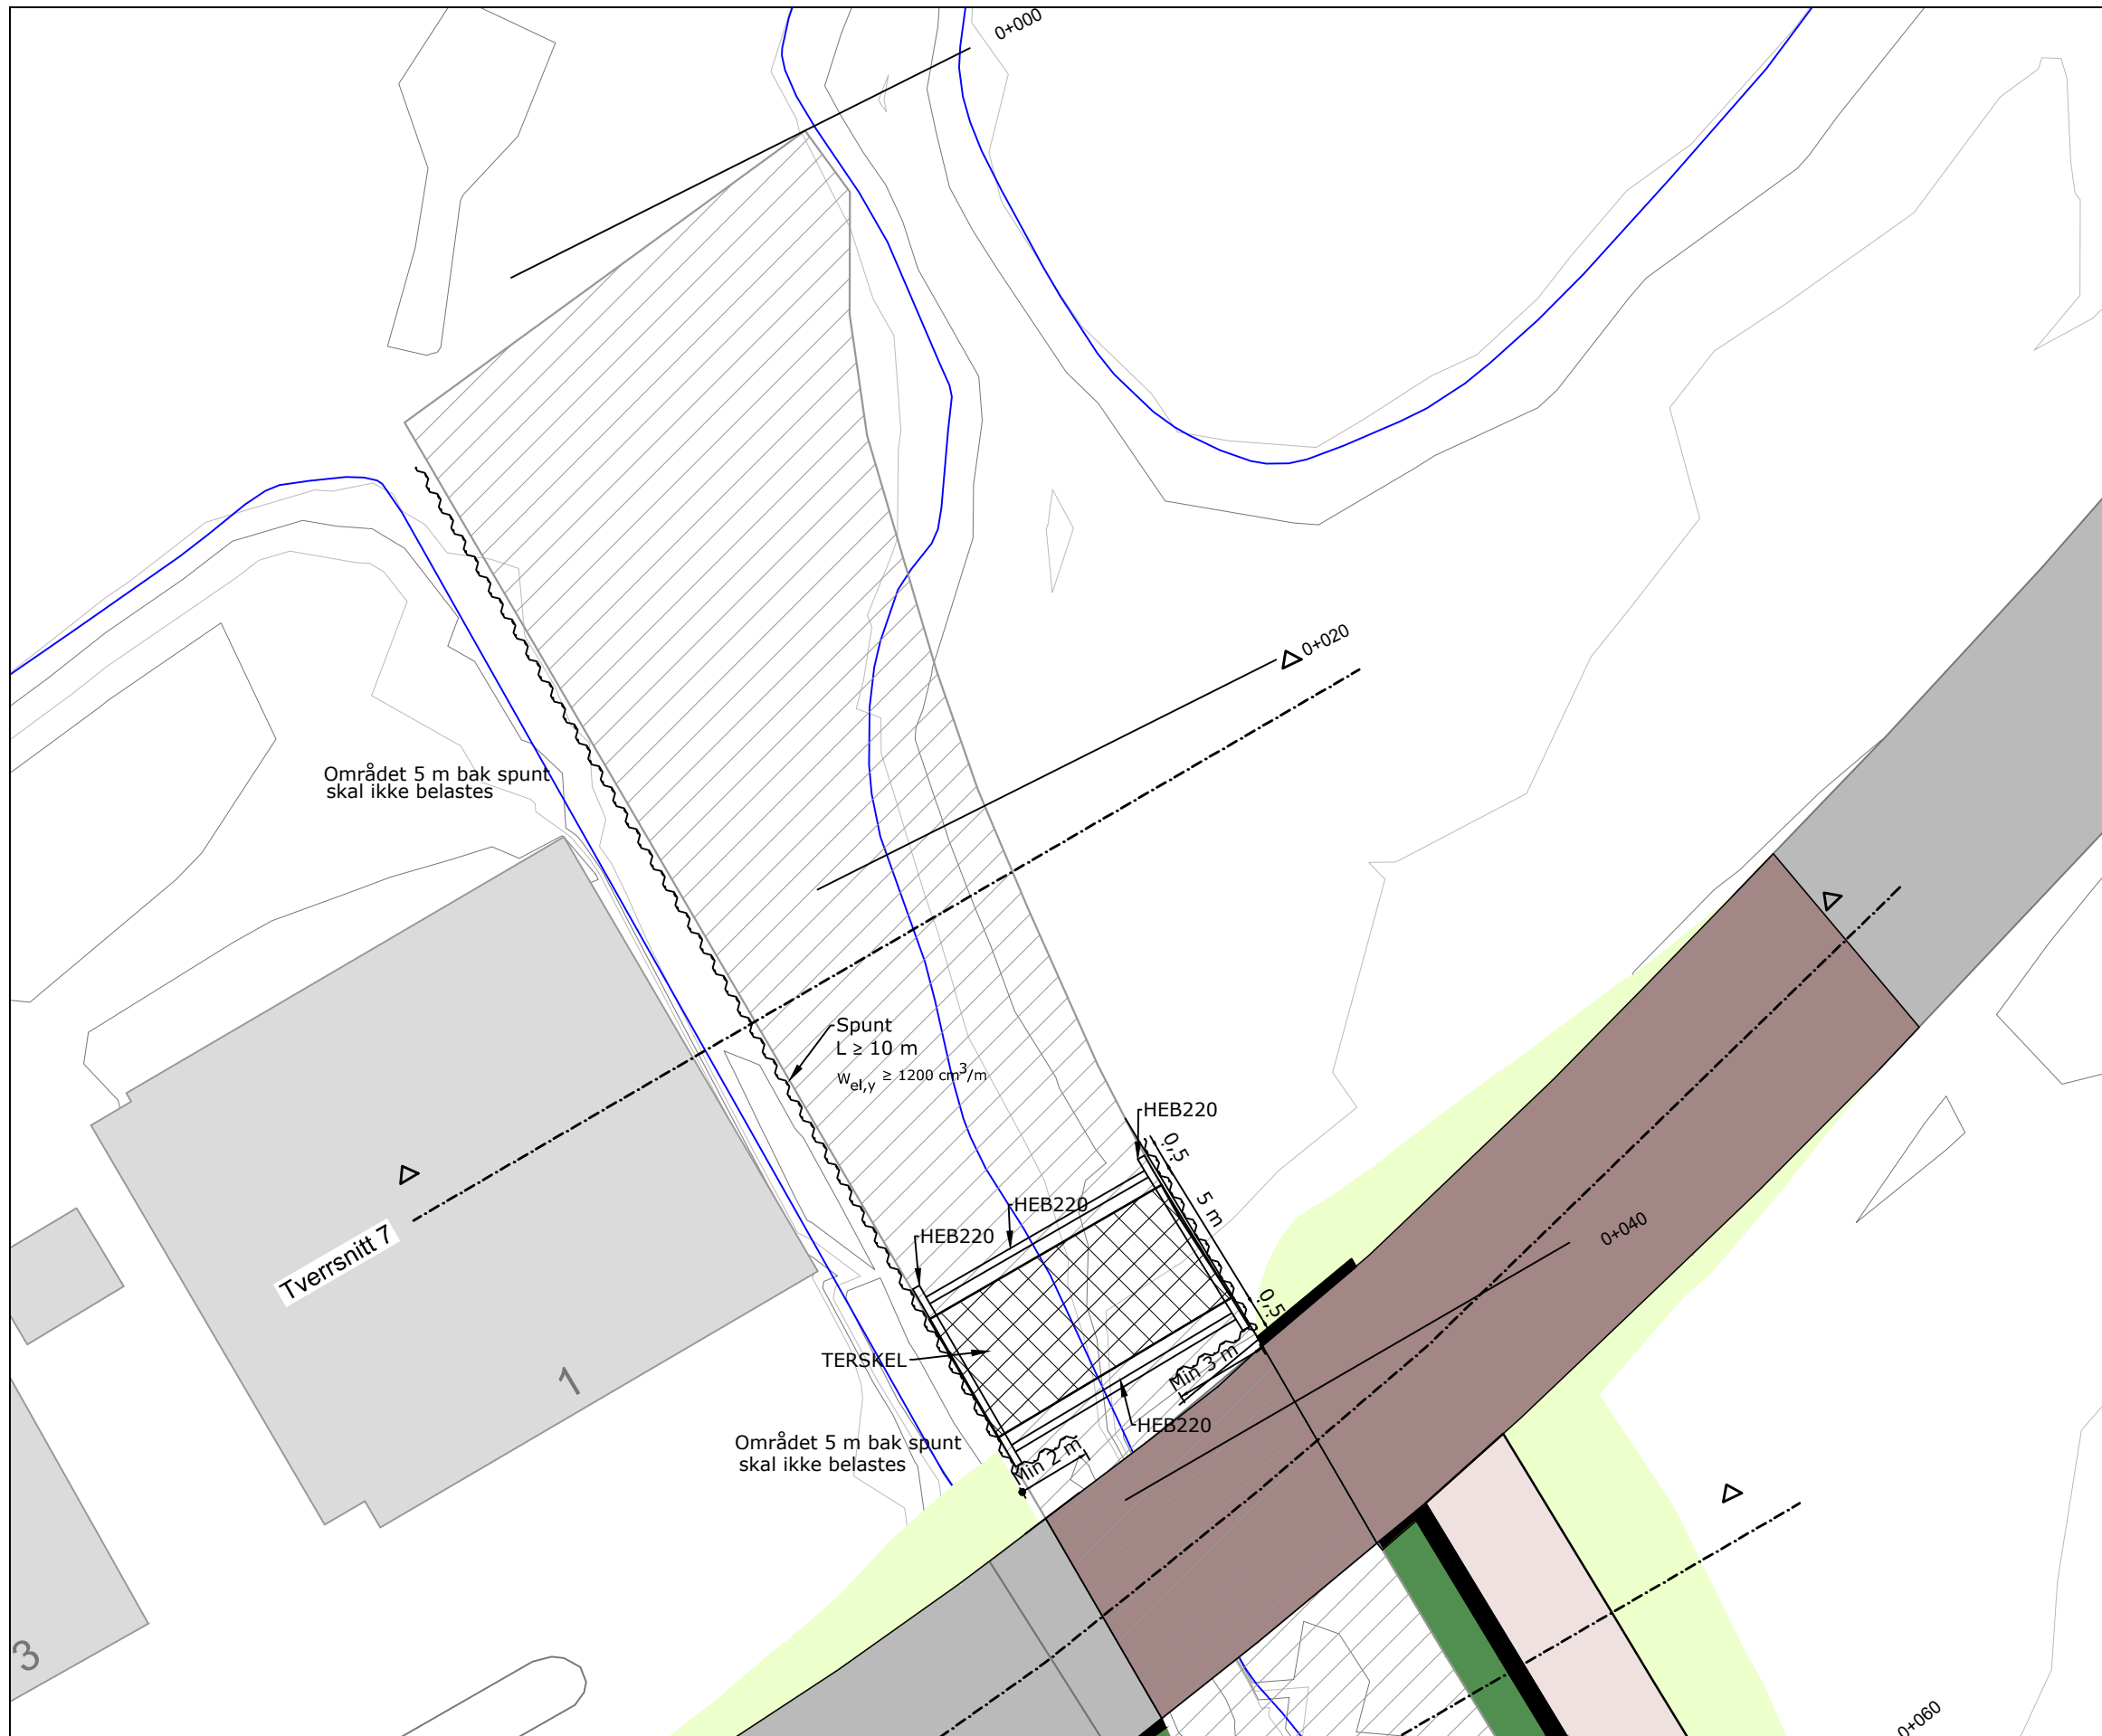 0+000
0+020
Området 5 m bak spunt
skal ikke belastes
Spunt
L ≥ 10 m
Wel,y ≥ 1200 cm³/m
HEB220
0,5
5 m
HEB220
HEB220
0+040
Tverrsnitt 7
0,5
TERSKEL
Min 3 m
1
HEB220
Området 5 m bak spunt
skal ikke belastes
Min 2 m
3
0+060